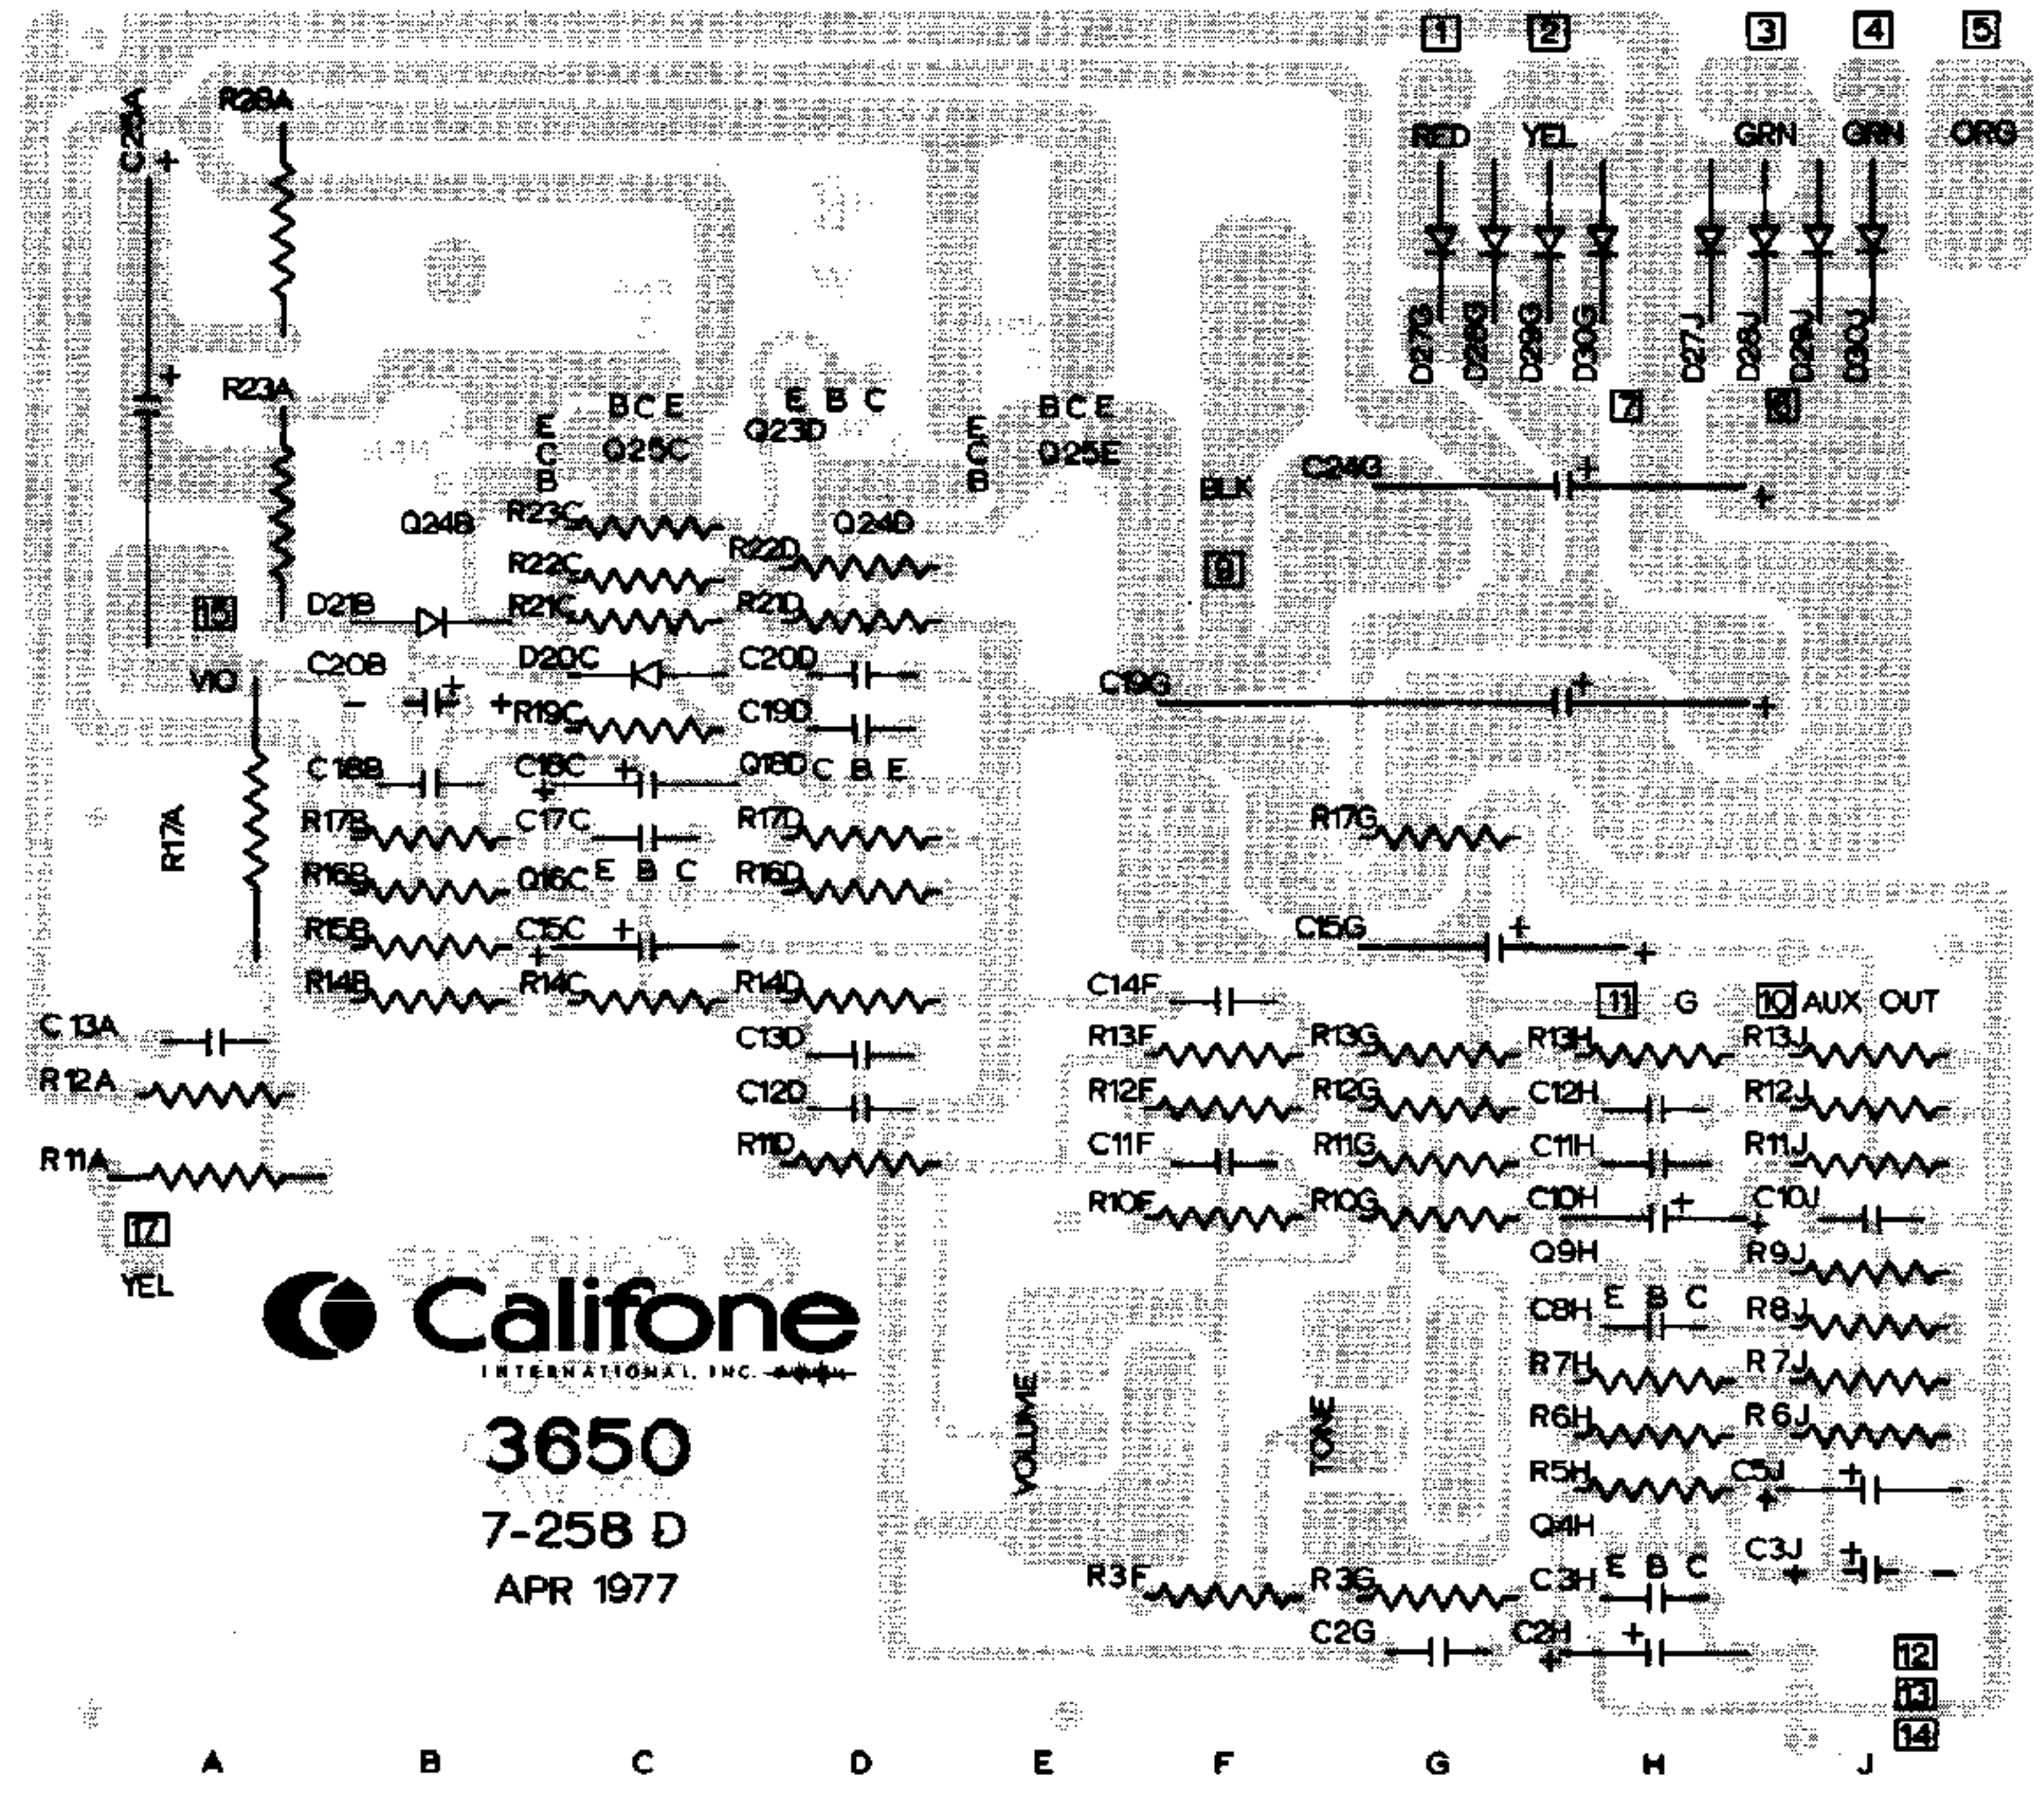 1 2 3 4 5
C25A R26A RED YEL GRN GRN ORG
D27G D28G D29G D30G D27J D28J D29J D30J
R23A 7 8
E C B B C E E B C E C B B C E
Q25C Q23D Q25E
C24G
BLK
Q24B R23C Q24D
R22C R22D 9
15 D21B R21C R21D
VIO C20B D20C C20D C19G
R19C C19D
C18B C18C Q18D C B E
R17A R17B C17C R17D R17G
R16B Q16C E B C R16D
R15B C15C C15G
R14B R14C R14D C14F 11 G 10 AUX OUT
C13A C13D R13F R13G R13H R13J
R12A C12D R12F R12G C12H R12J
R11A R11D C11F R11G C11H R11J
17 R10F R10G C10H C10J
YEL Q9H R9J
Califone C8H E B C R8J
INTERNATIONAL, INC. R7H R7J
3650 VOLUME TONE R6H R6J
R5H C5J
7-258 D Q4H
APR 1977 R3F R3G C3H E B C C3J
C2G C2H 12
13
14
A B C D E F G H J